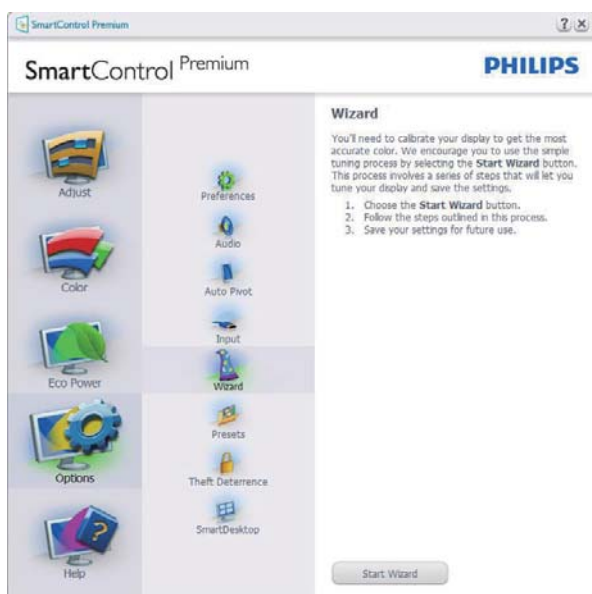 SmartControl Premium
? x
SmartControl Premium
PHILIPS
Adjust
Color
Eco Power
Options
?
Help
Preferences
Audio
Auto Pivot
Input
Wizard
Presets
Theft Deterrence
SmartDesktop
Wizard
You'll need to calibrate your display to get the most
accurate color. We encourage you to use the simple
tuning process by selecting the Start Wizard button.
This process involves a series of steps that will let you
tune your display and save the settings.
1. Choose the Start Wizard button.
2. Follow the steps outlined in this process.
3. Save your settings for future use.
Start Wizard